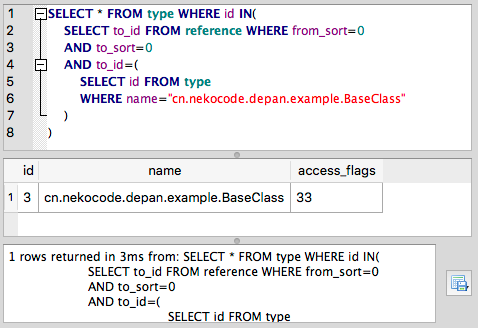 1 SELECT * FROM type WHERE id IN(
2 SELECT to_id FROM reference WHERE from_sort=0
3 AND to_sort=0
4 AND to_id=(
5 SELECT id FROM type
6 WHERE name="cn.nekocode.depan.example.BaseClass"
7 )
8 )
id name access_flags
1 3 cn.nekocode.depan.example.BaseClass 33
1 rows returned in 3ms from: SELECT * FROM type WHERE id IN(
SELECT to_id FROM reference WHERE from_sort=0
AND to_sort=0
AND to_id=(
SELECT id FROM type